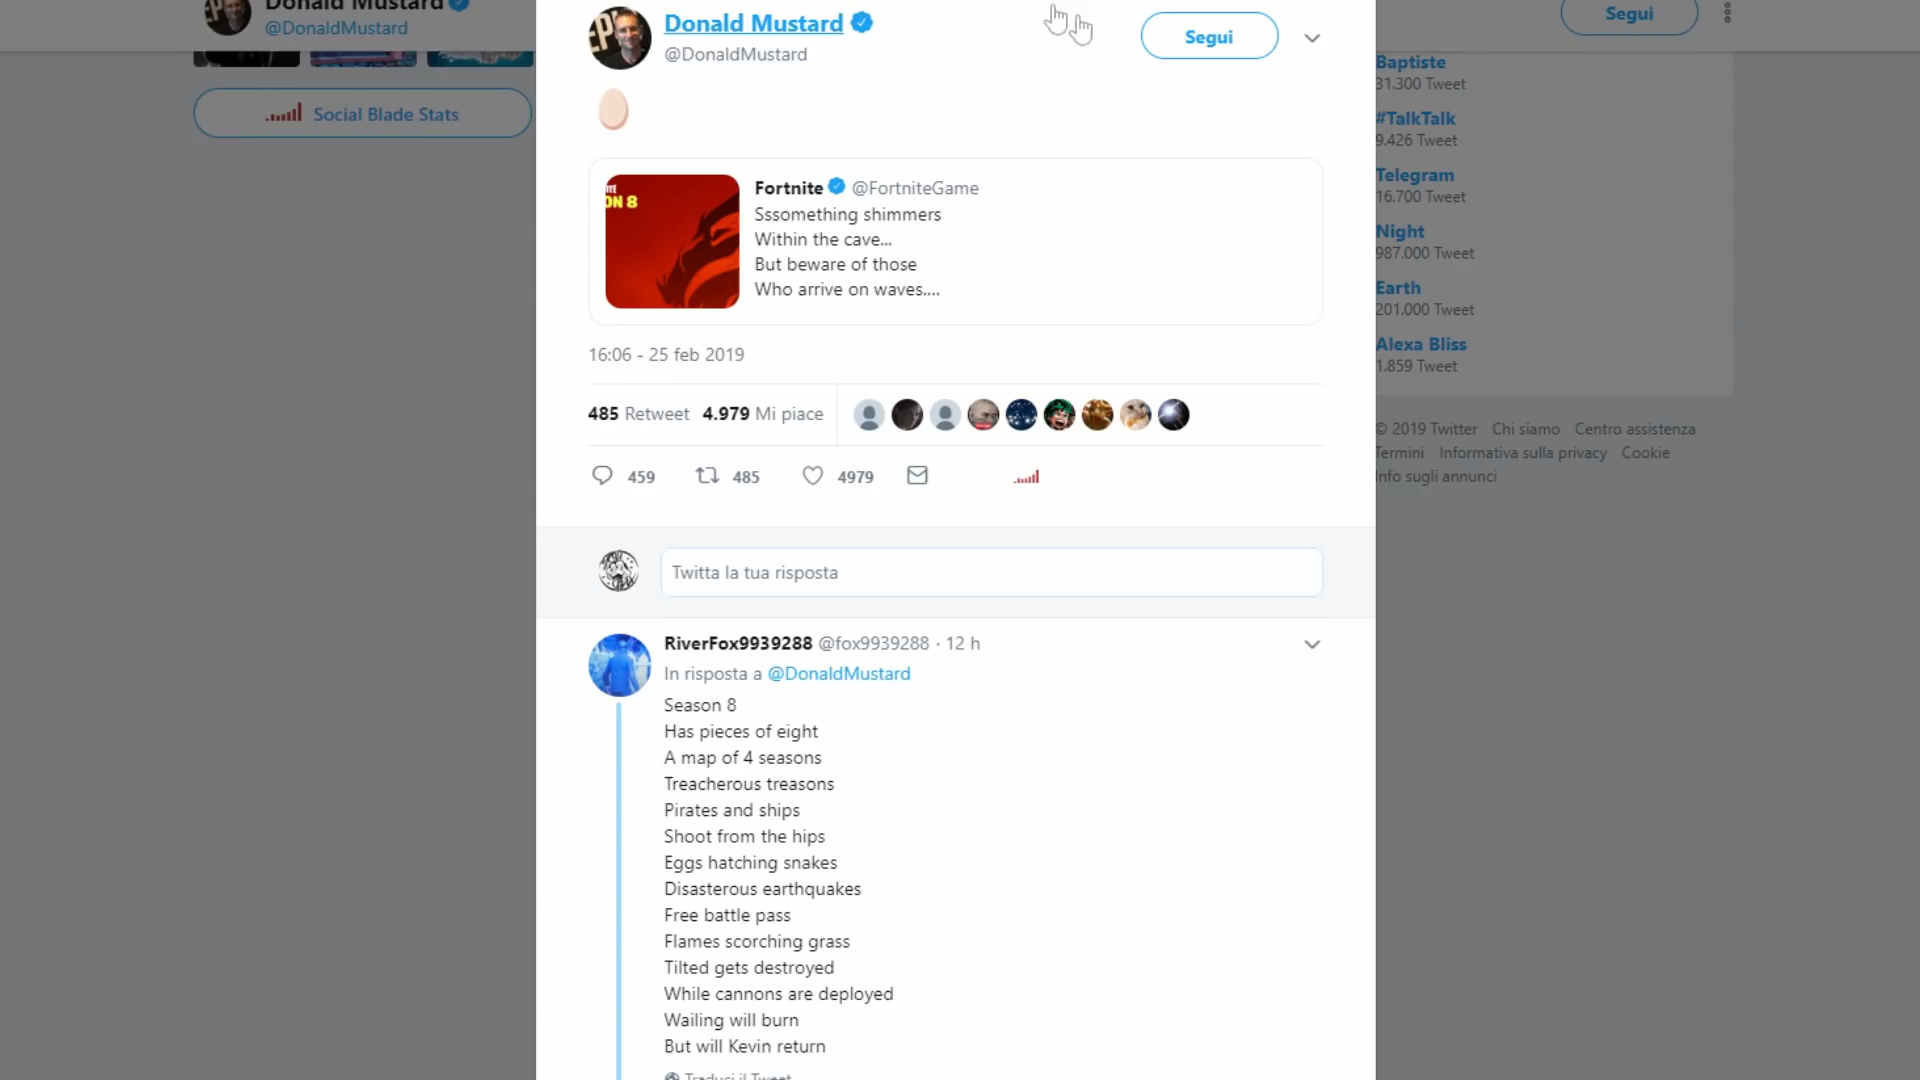 Donald Mustard
@DonaldMustard
Segui
Social Blade Stats
Donald Mustard
@DonaldMustard
Segui
ON 8
Fortnite @FortniteGame
Sssomething shimmers
Within the cave...
But beware of those
Who arrive on waves....
16:06 - 25 feb 2019
485 Retweet 4.979 Mi piace
459 485 4979
Twitta la tua risposta
RiverFox9939288 @fox9939288 · 12 h
In risposta a @DonaldMustard
Season 8
Has pieces of eight
A map of 4 seasons
Treacherous treasons
Pirates and ships
Shoot from the hips
Eggs hatching snakes
Disasterous earthquakes
Free battle pass
Flames scorching grass
Tilted gets destroyed
While cannons are deployed
Wailing will burn
But will Kevin return
Traduci il Tweet
Baptiste
31.300 Tweet
#TalkTalk
9.426 Tweet
Telegram
16.700 Tweet
Night
987.000 Tweet
Earth
201.000 Tweet
Alexa Bliss
1.859 Tweet
© 2019 Twitter Chi siamo Centro assistenza
Termini Informativa sulla privacy Cookie
Info sugli annunci